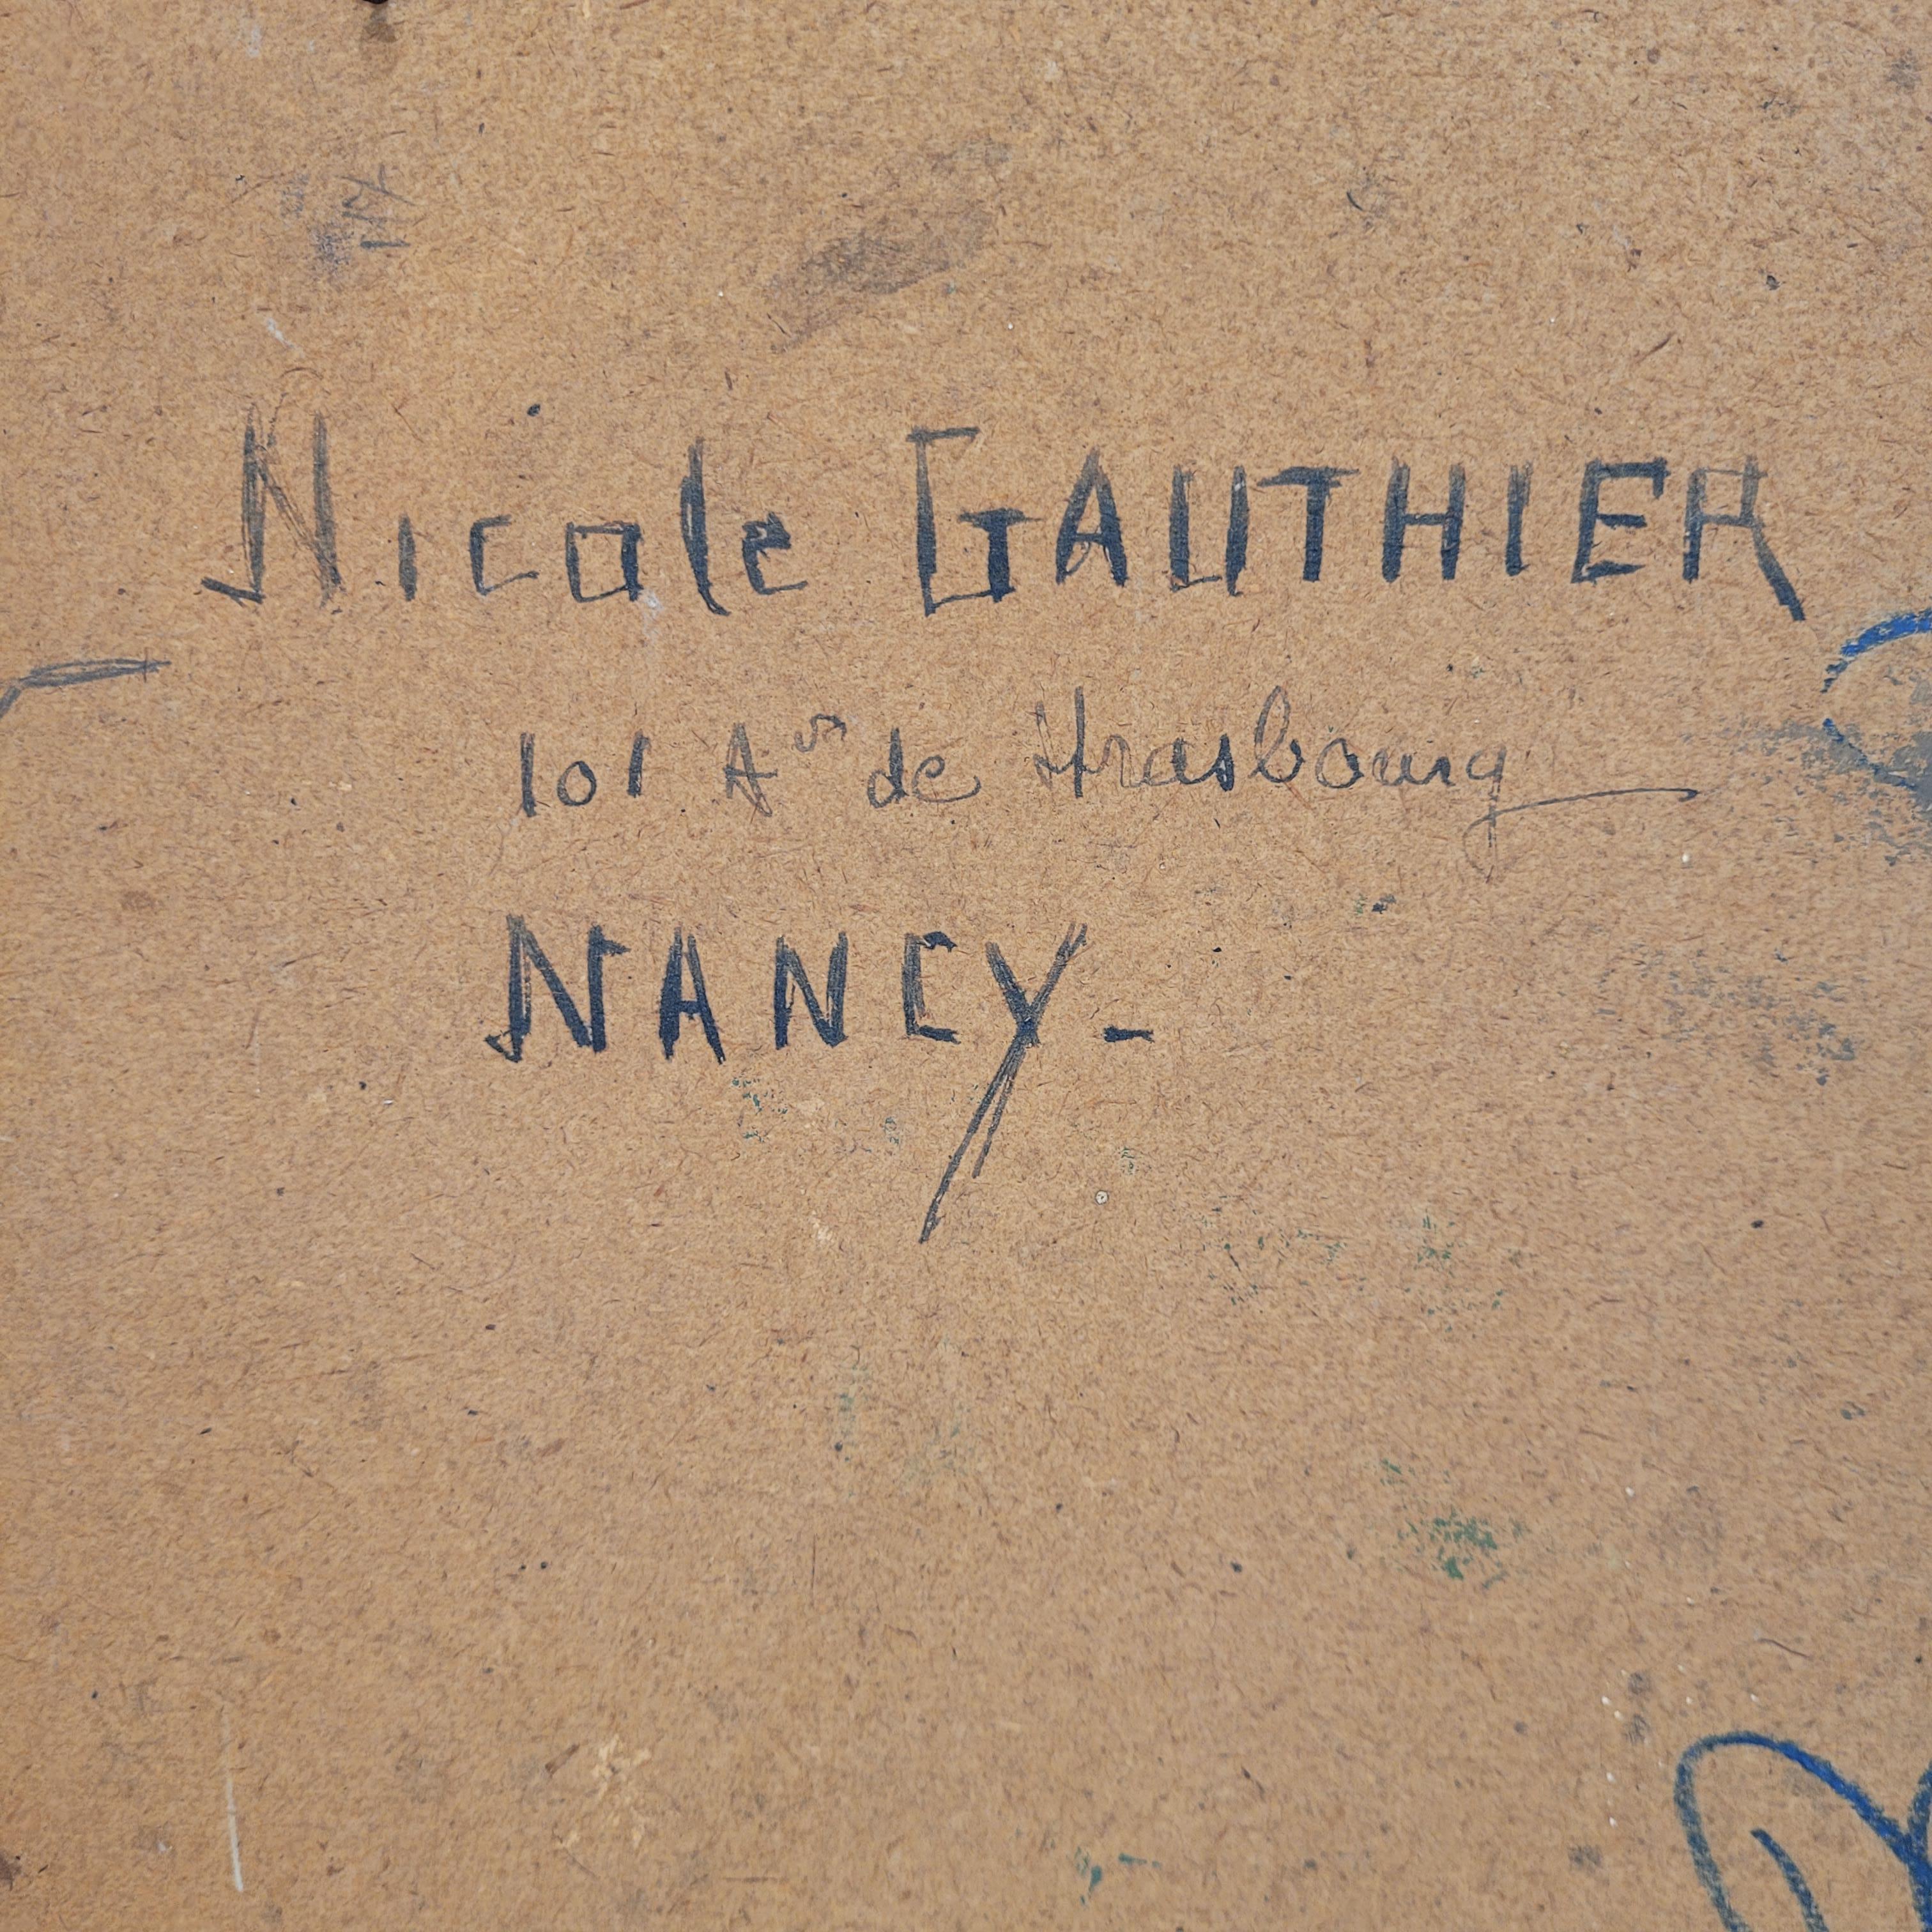 Nicole GAUTHIER
101 Av de Strasbourg
NANCY.-